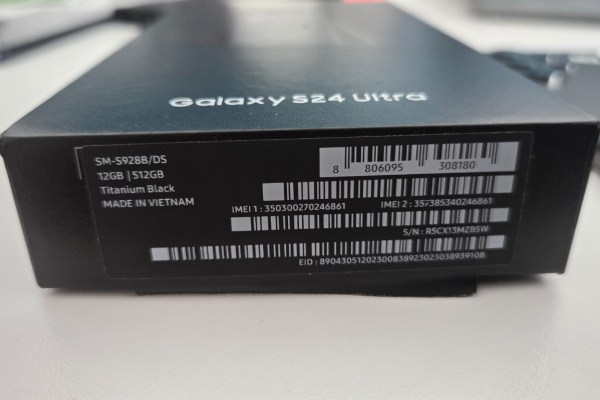 Galaxy S24 Ultra
SM-S928B/DS
12GB | 512GB
Titanium Black
MADE IN VIETNAM
8 806095 308180
IMEI 1 : 350300270246861
IMEI 2 : 357385340246861
S/N : R5CX13MZB5W
EID : 89043051202300838923023038939108